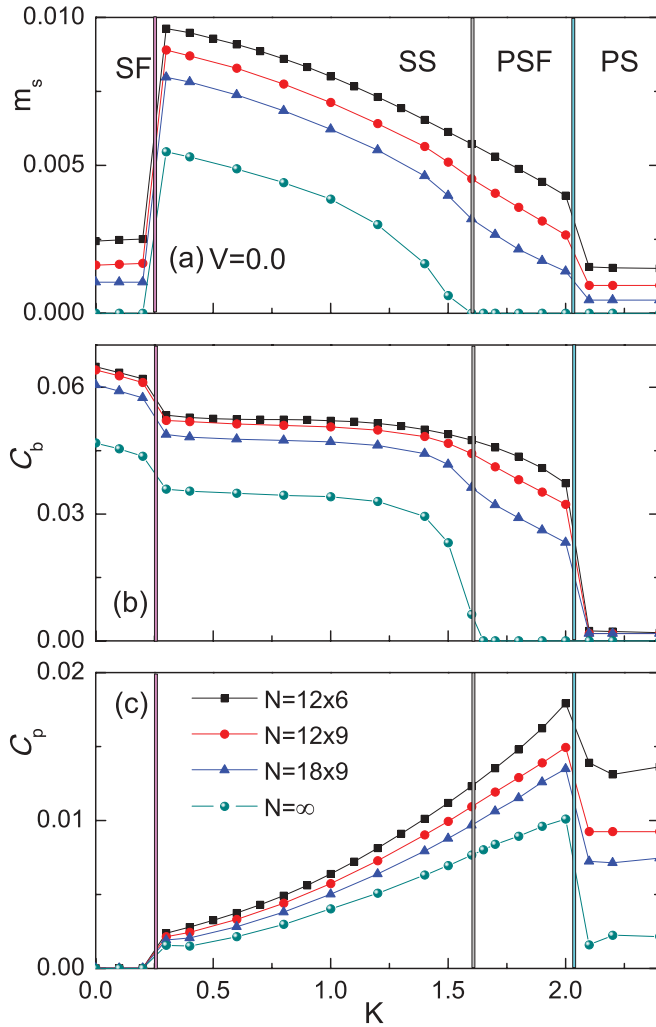 0.010
SF
SS
PSF
PS
m_s
0.005
(a) V=0.0
0.000
0.06
C_b
0.03
(b)
0.00
0.02
(c)
N=12x6
N=12x9
C_p
N=18x9
0.01
N=∞
0.00
0.0 0.5 1.0 1.5 2.0
K